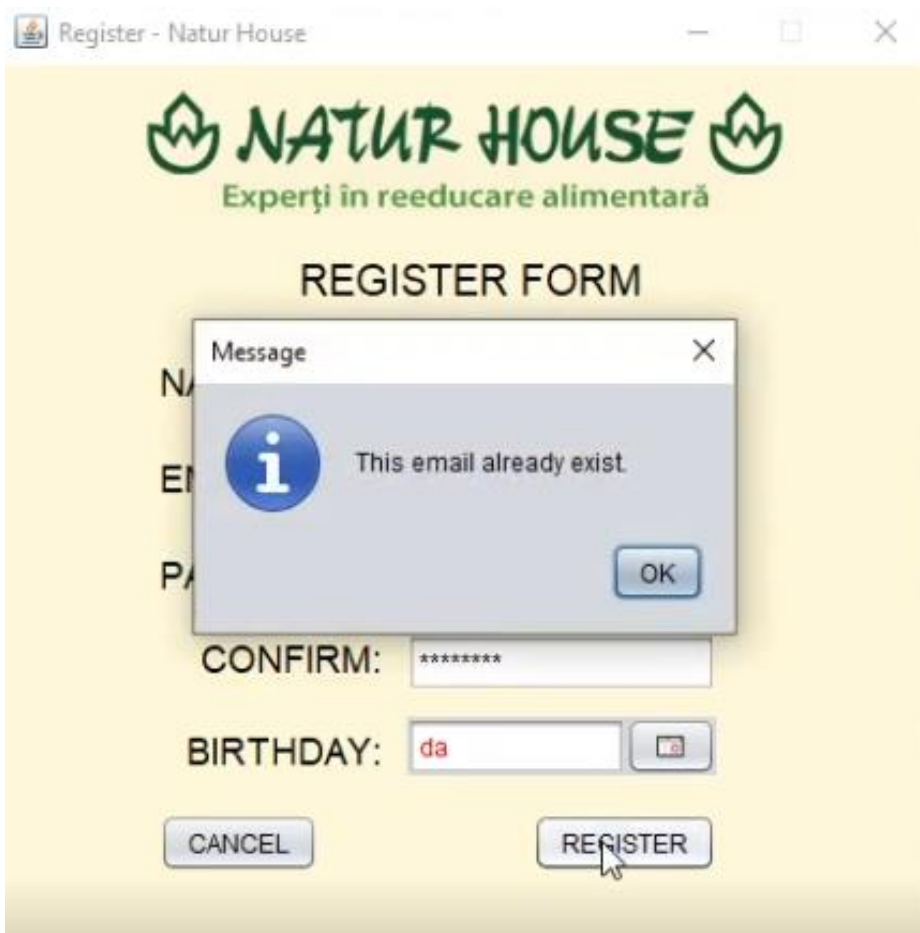 Register - Natur House
NATUR HOUSE
Experți în reeducare alimentară
REGISTER FORM
Message
This email already exist.
OK
CONFIRM: ********
BIRTHDAY: da
CANCEL REGISTER